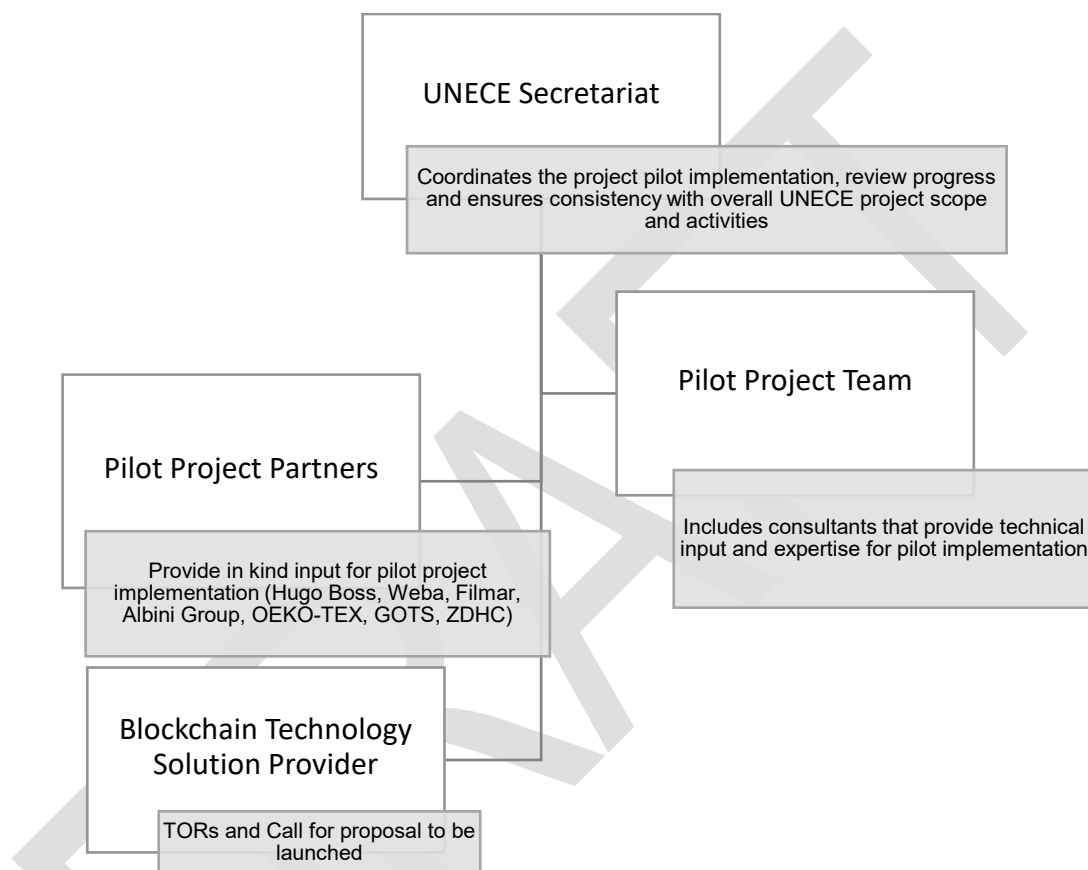 UNECE Secretariat
Coordinates the project pilot implementation, review progress
and ensures consistency with overall UNECE project scope
and activities
Pilot Project Team
Includes consultants that provide technical
input and expertise for pilot implementation
Pilot Project Partners
Provide in kind input for pilot project
implementation (Hugo Boss, Weba, Filmar,
Albini Group, OEKO-TEX, GOTS, ZDHC)
Blockchain Technology
Solution Provider
TORs and Call for proposal to be
launched